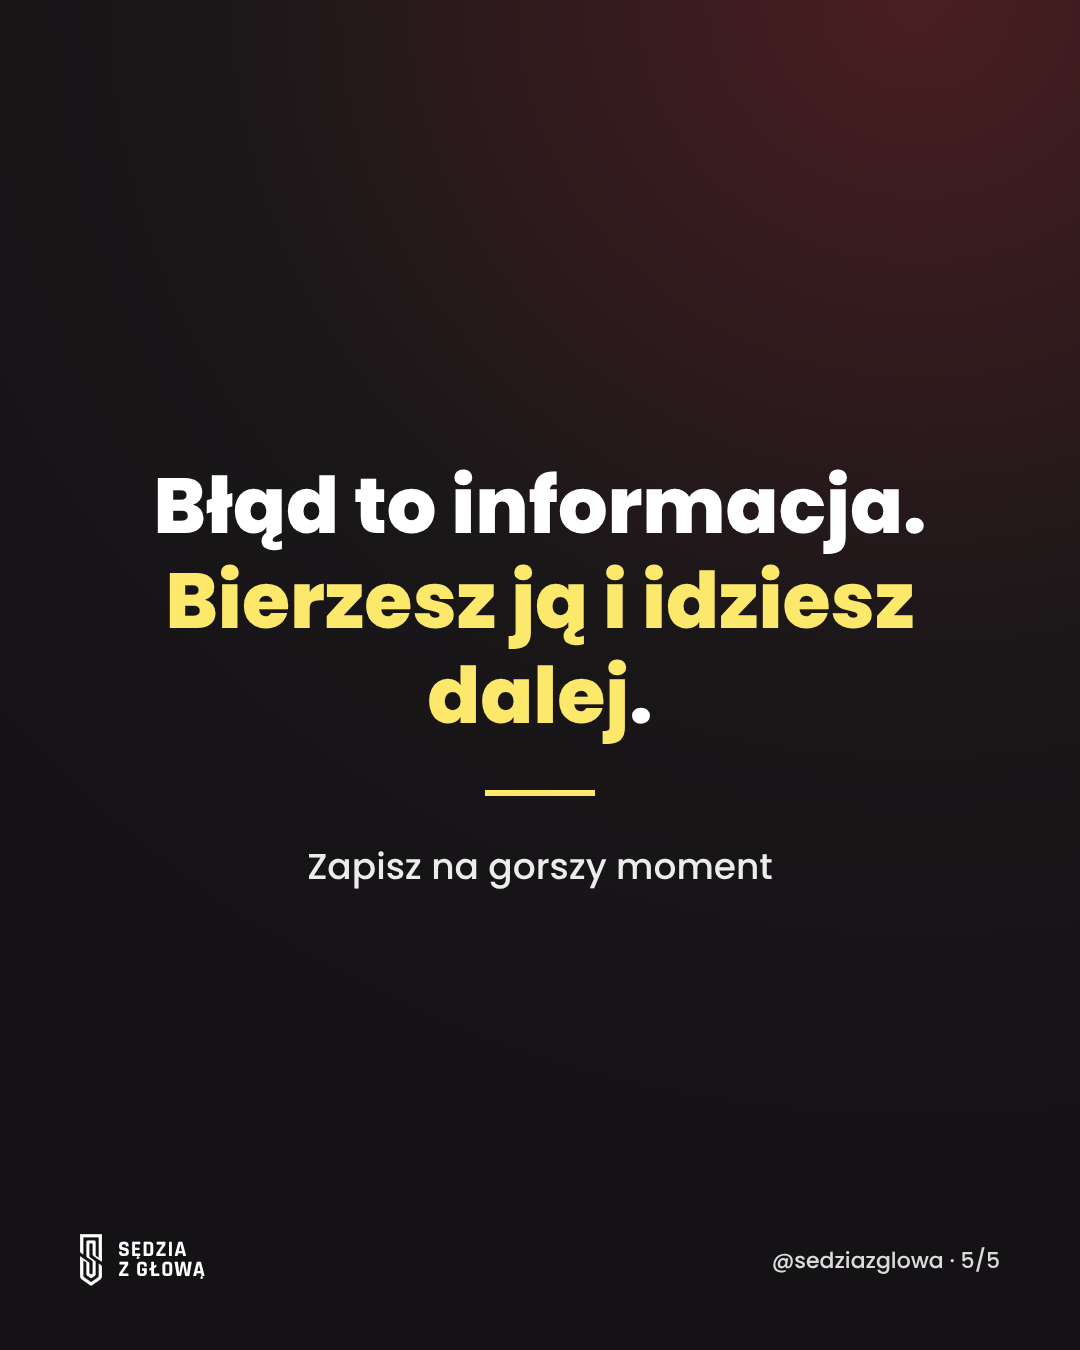 Błąd to informacja.
Bierzesz ją i idziesz
dalej.
Zapisz na gorszy moment
SĘDZIA
Z GŁOWĄ
@sedziazglowa · 5/5